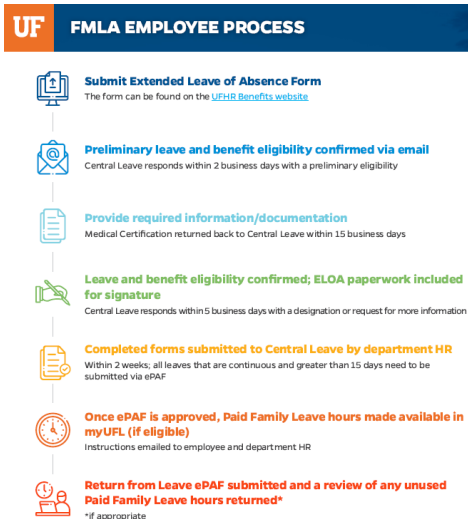 UF FMLA EMPLOYEE PROCESS
Submit Extended Leave of Absence Form
The form can be found on the UFHR Benefits website
Preliminary leave and benefit eligibility confirmed via email
Central Leave responds within 2 business days with a preliminary eligibility
Provide required information/documentation
Medical Certification returned back to Central Leave within 15 business days
Leave and benefit eligibility confirmed; ELOA paperwork included
for signature
Central Leave responds within 5 business days with a designation or request for more information
Completed forms submitted to Central Leave by department HR
Within 2 weeks; all leaves that are continuous and greater than 15 days need to be
submitted via ePAF
Once ePAF is approved, Paid Family Leave hours made available in
myUFL (if eligible)
Instructions emailed to employee and department HR
Return from Leave ePAF submitted and a review of any unused
Paid Family Leave hours returned*
*if appropriate